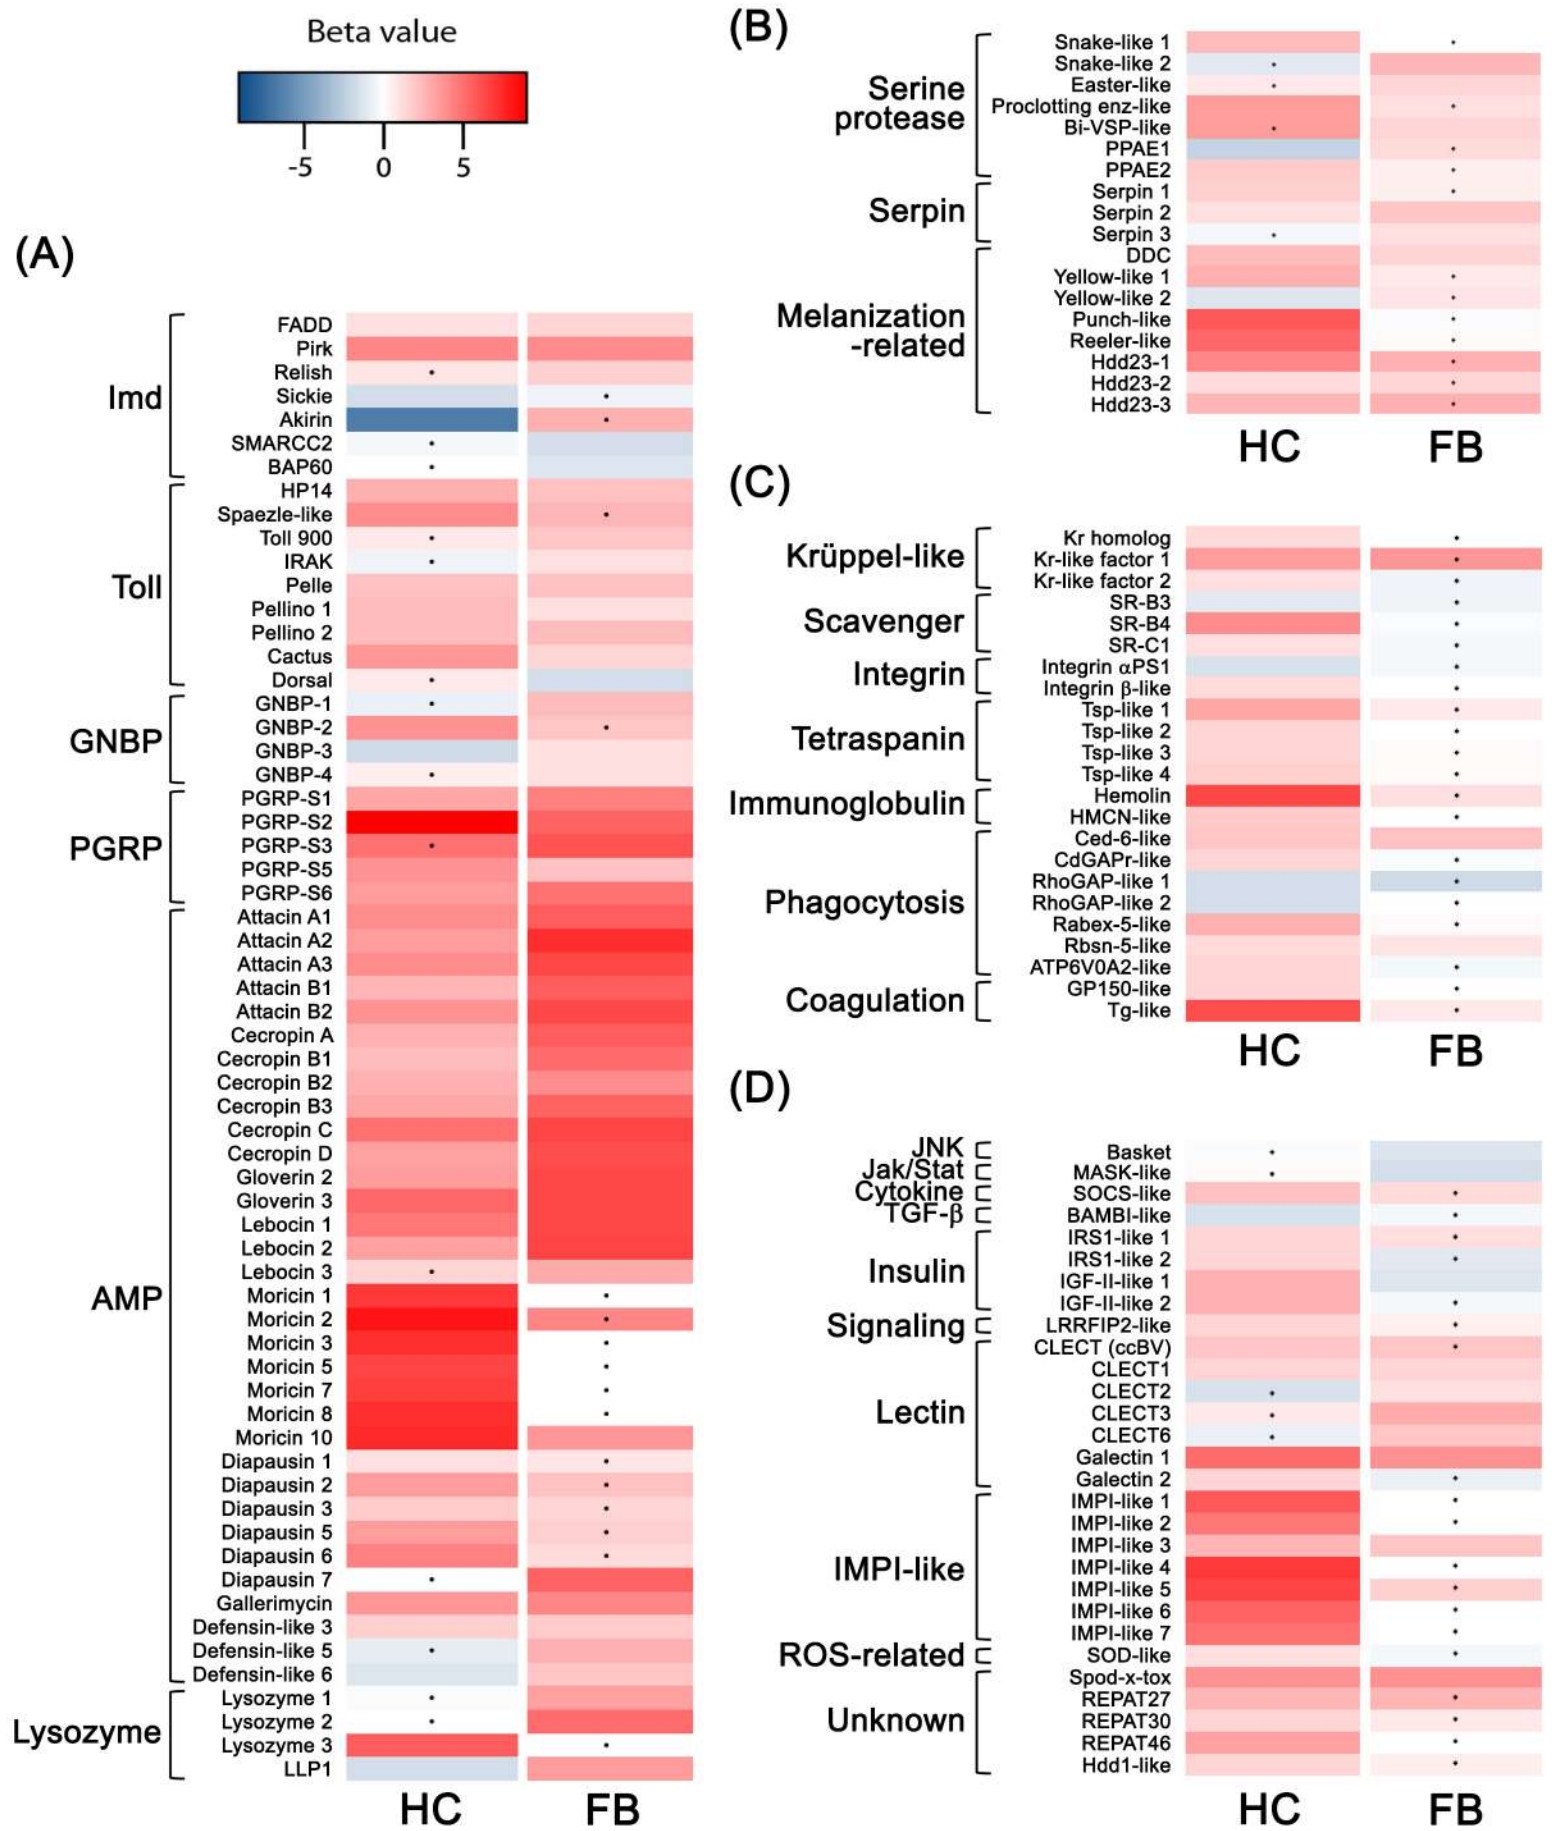 Beta value
-5 0 5
(A)
Imd
FADD
Pirk
Relish
Sickie
Akirin
SMARCC2
BAP60
Toll
HP14
Spaezle-like
Toll 900
IRAK
Pelle
Pellino 1
Pellino 2
Cactus
Dorsal
GNBP
GNBP-1
GNBP-2
GNBP-3
GNBP-4
PGRP
PGRP-S1
PGRP-S2
PGRP-S3
PGRP-S5
PGRP-S6
AMP
Attacin A1
Attacin A2
Attacin A3
Attacin B1
Attacin B2
Cecropin A
Cecropin B1
Cecropin B2
Cecropin B3
Cecropin C
Cecropin D
Gloverin 2
Gloverin 3
Lebocin 1
Lebocin 2
Lebocin 3
Moricin 1
Moricin 2
Moricin 3
Moricin 5
Moricin 7
Moricin 8
Moricin 10
Diapausin 1
Diapausin 2
Diapausin 3
Diapausin 5
Diapausin 6
Diapausin 7
Gallerimycin
Defensin-like 3
Defensin-like 5
Defensin-like 6
Lysozyme
Lysozyme 1
Lysozyme 2
Lysozyme 3
LLP1
HC FB
(B)
Serine
protease
Snake-like 1
Snake-like 2
Easter-like
Proclotting enz-like
Bi-VSP-like
PPAE1
PPAE2
Serpin
Serpin 1
Serpin 2
Serpin 3
Melanization
-related
DDC
Yellow-like 1
Yellow-like 2
Punch-like
Reeler-like
Hdd23-1
Hdd23-2
Hdd23-3
HC FB
(C)
Krüppel-like
Kr homolog
Kr-like factor 1
Kr-like factor 2
Scavenger
SR-B3
SR-B4
SR-C1
Integrin
Integrin αPS1
Integrin β-like
Tetraspanin
Tsp-like 1
Tsp-like 2
Tsp-like 3
Tsp-like 4
Immunoglobulin
Hemolin
HMCN-like
Phagocytosis
Ced-6-like
CdGAPr-like
RhoGAP-like 1
RhoGAP-like 2
Rabex-5-like
Rbsn-5-like
ATP6V0A2-like
Coagulation
GP150-like
Tg-like
HC FB
(D)
JNK
Basket
Jak/Stat
MASK-like
Cytokine
SOCS-like
TGF-β
BAMBI-like
Insulin
IRS1-like 1
IRS1-like 2
IGF-II-like 1
IGF-II-like 2
Signaling
LRRFIP2-like
Lectin
CLECT (ccBV)
CLECT1
CLECT2
CLECT3
CLECT6
Galectin 1
Galectin 2
IMPI-like
IMPI-like 1
IMPI-like 2
IMPI-like 3
IMPI-like 4
IMPI-like 5
IMPI-like 6
IMPI-like 7
ROS-related
SOD-like
Unknown
Spod-x-tox
REPAT27
REPAT30
REPAT46
Hdd1-like
HC FB